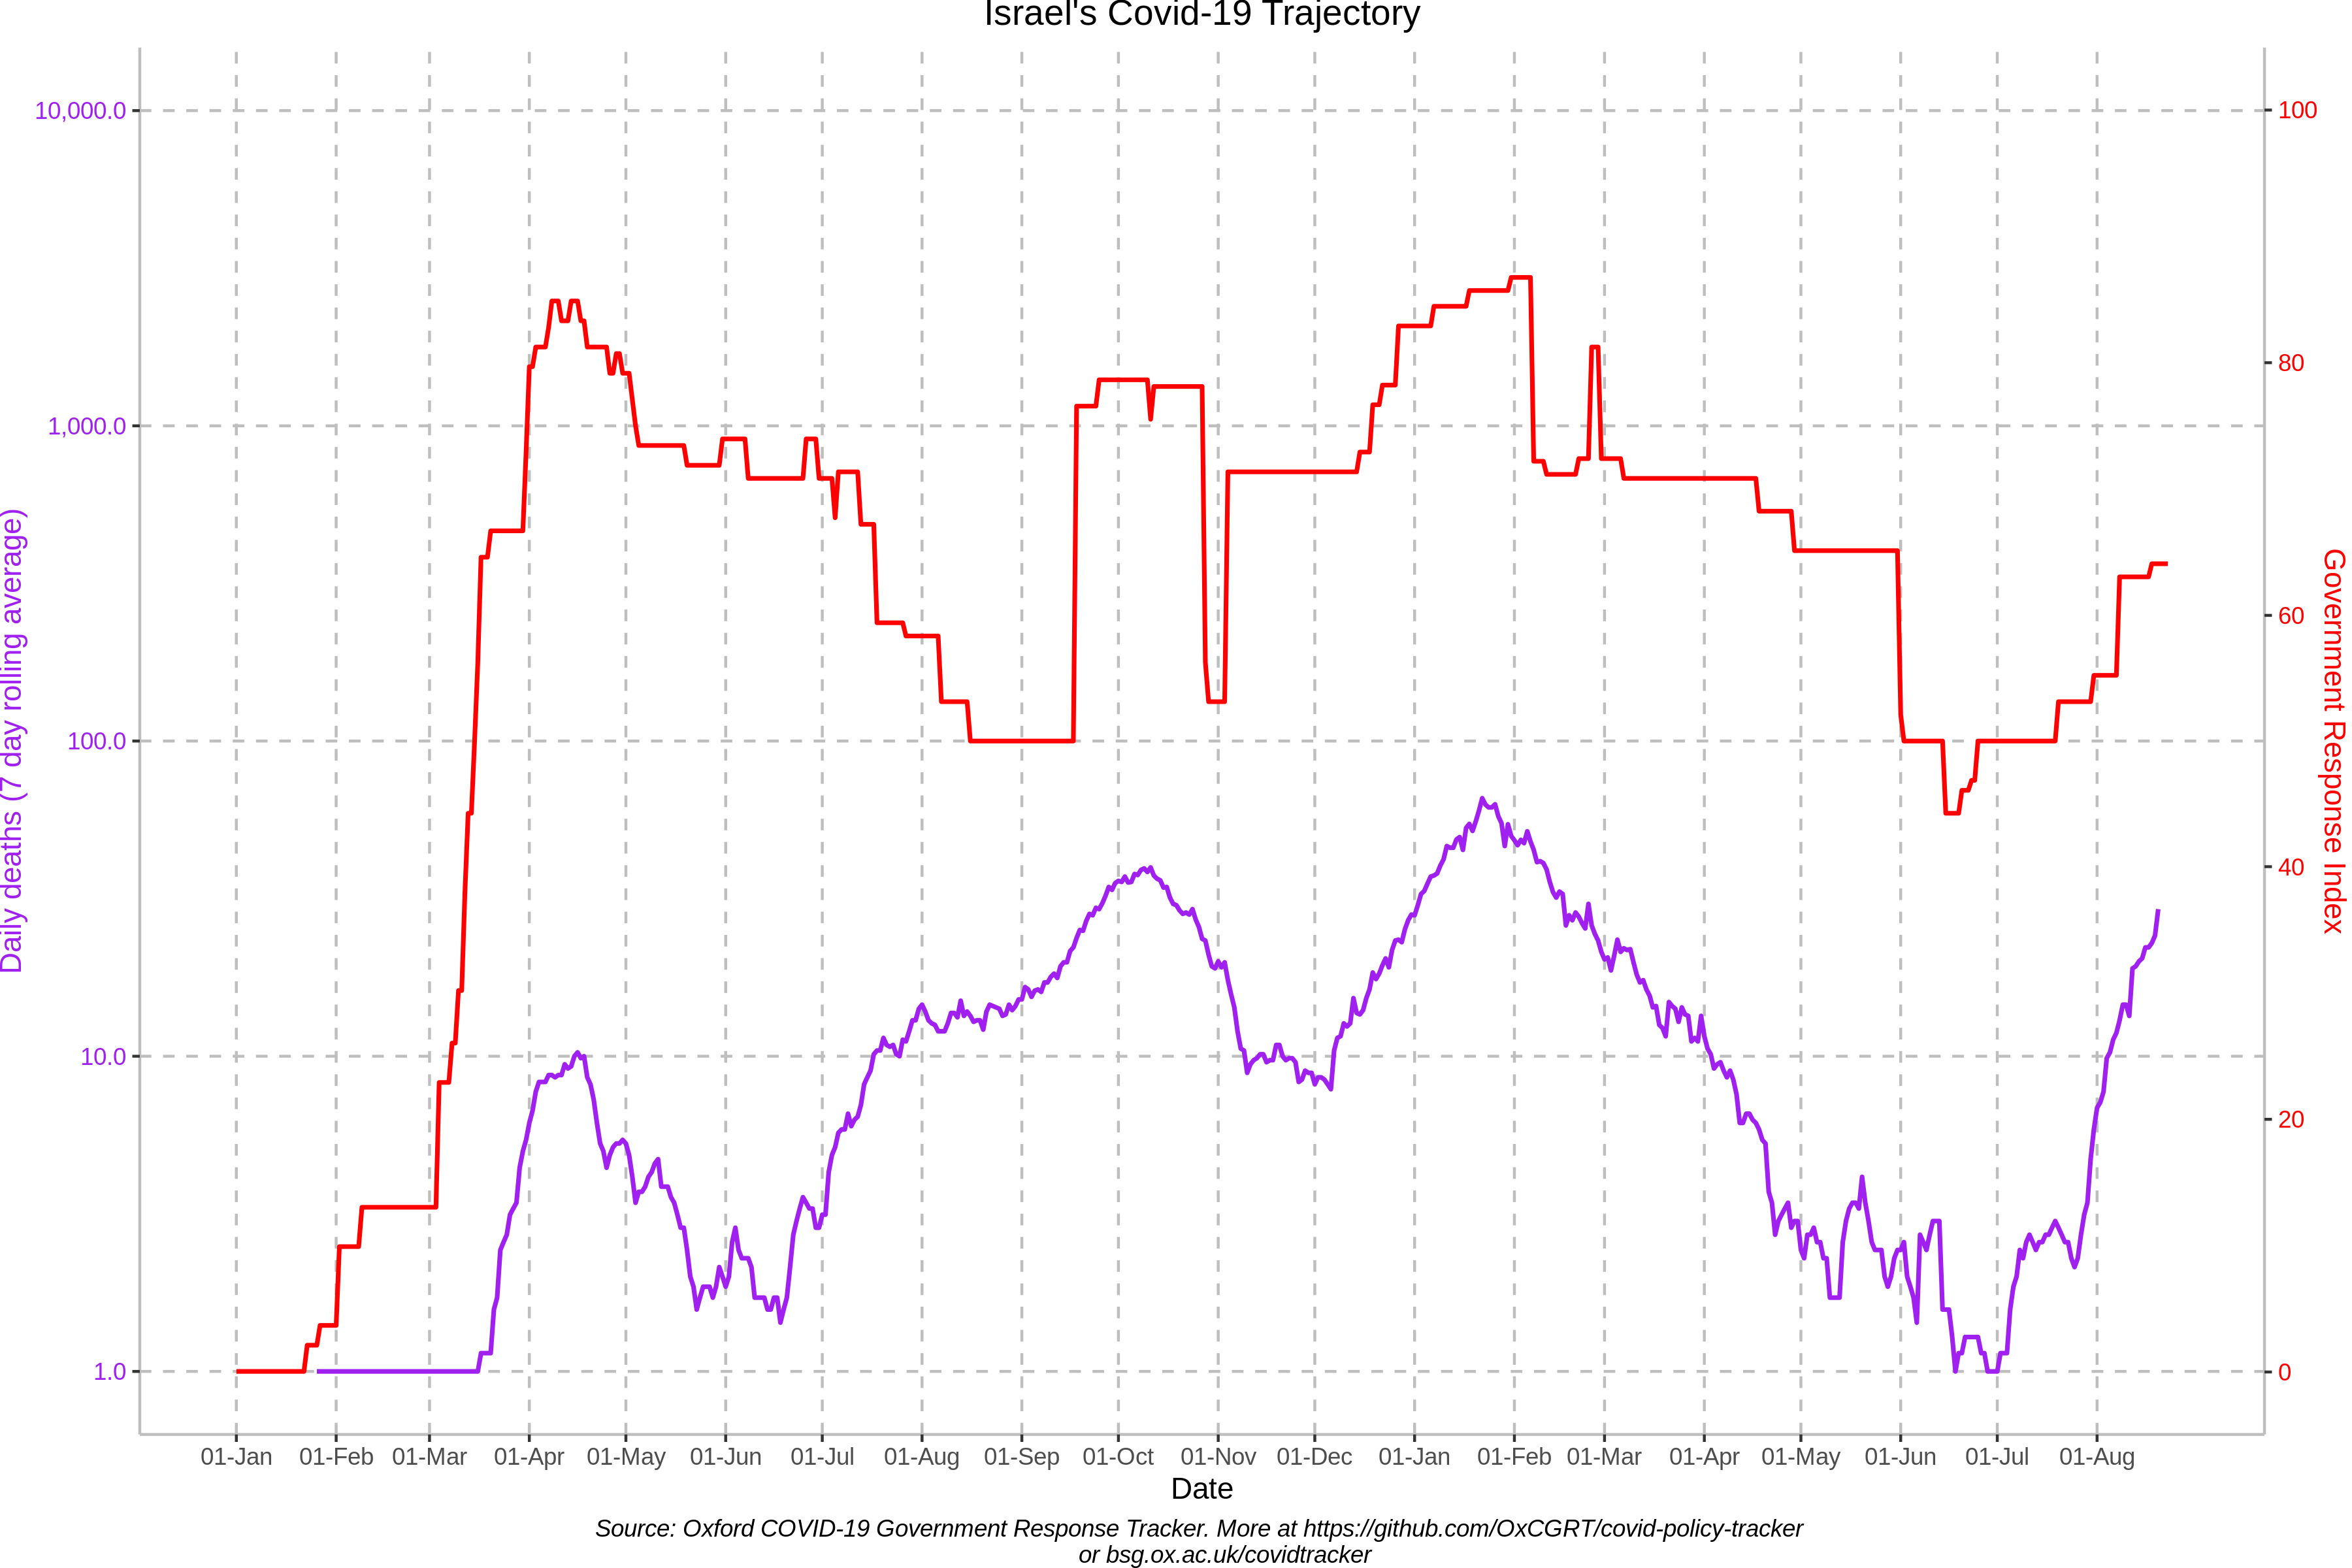 Israel's Covid-19 Trajectory
10,000.0
1,000.0
100.0
10.0
1.0
Daily deaths (7 day rolling average)
100
80
60
40
20
0
Government Response Index
01-Jan 01-Feb 01-Mar 01-Apr 01-May 01-Jun 01-Jul 01-Aug 01-Sep 01-Oct 01-Nov 01-Dec 01-Jan 01-Feb 01-Mar 01-Apr 01-May 01-Jun 01-Jul 01-Aug
Date
Source: Oxford COVID-19 Government Response Tracker. More at https://github.com/OxCGRT/covid-policy-tracker
or bsg.ox.ac.uk/covidtracker